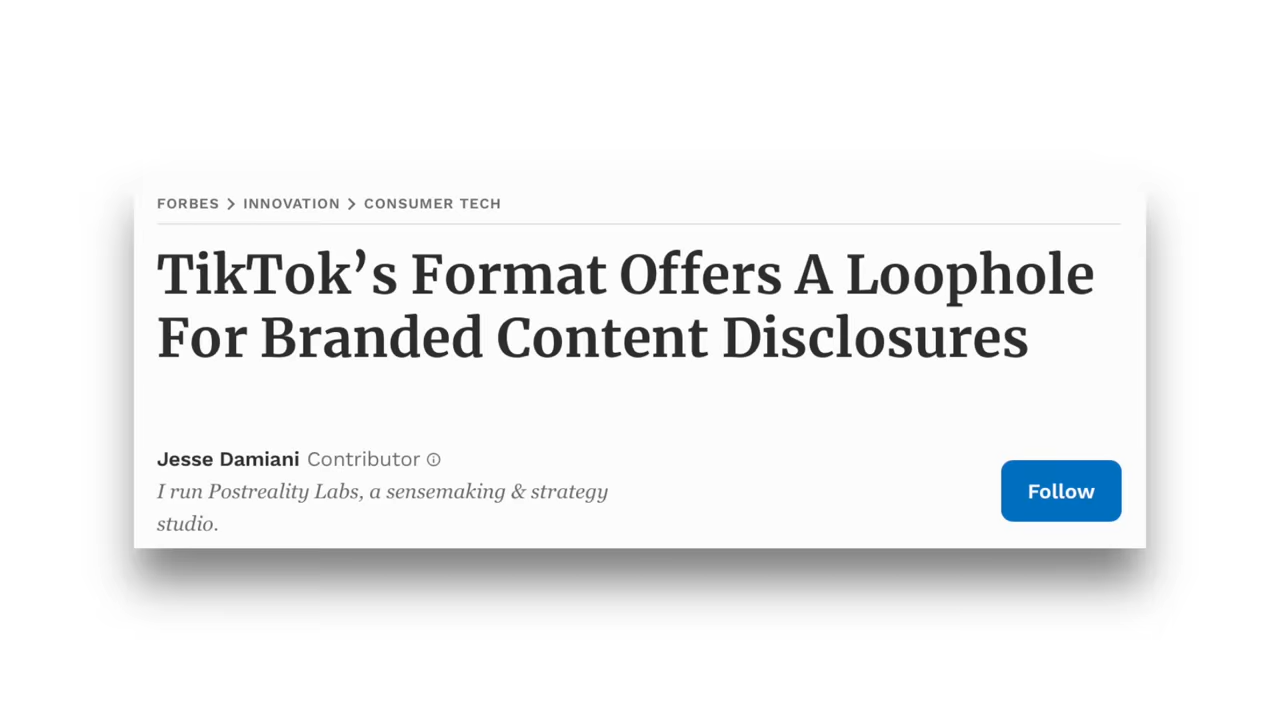 FORBES > INNOVATION > CONSUMER TECH
TikTok’s Format Offers A Loophole
For Branded Content Disclosures
Jesse Damiani Contributor
I run Postreality Labs, a sensemaking & strategy
studio.
Follow